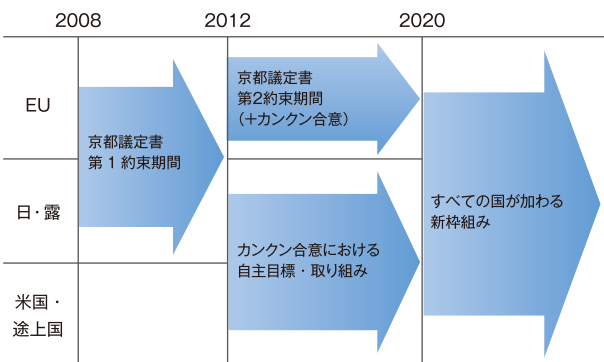 2008
2012
2020
EU
京都議定書
第1約束期間
京都議定書
第2約束期間
(＋カンクン合意)
すべての国が加わる
新枠組み
日・露
カンクン合意における
自主目標・取り組み
米国・
途上国